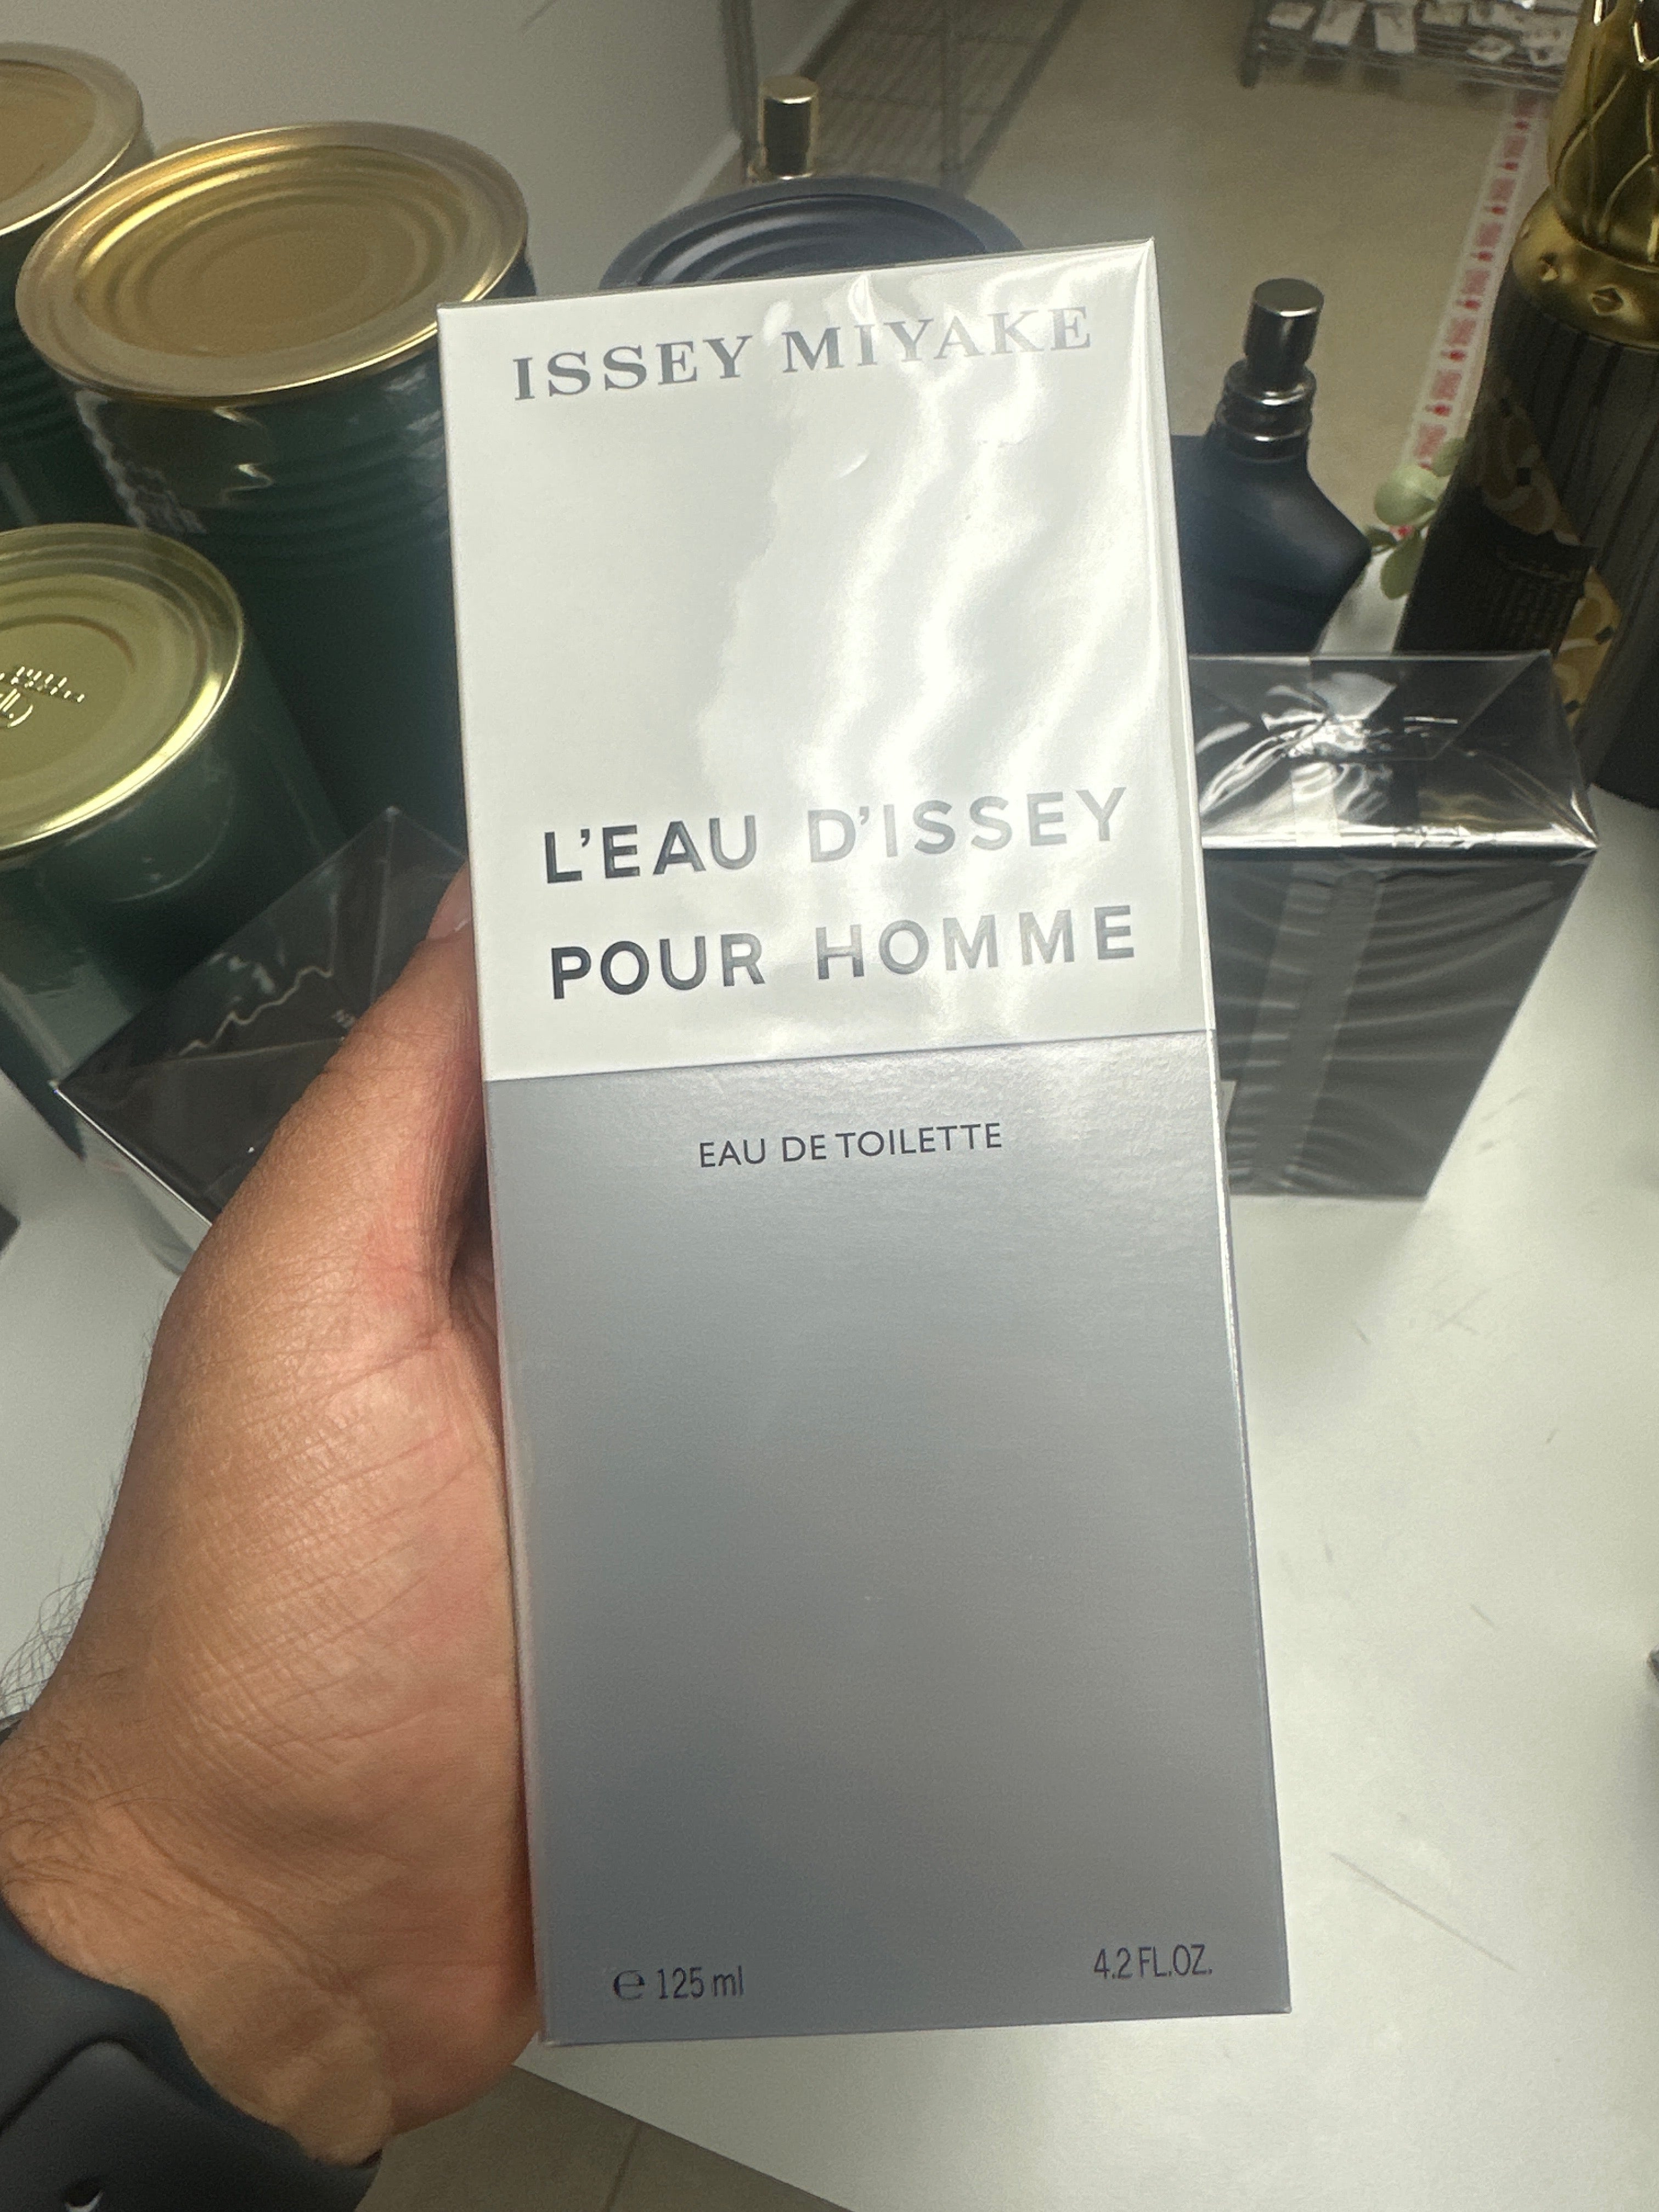 ISSEY MIYAKE
L'EAU D'ISSEY
POUR HOMME
EAU DE TOILETTE
℮ 125 ml
4.2 FL.OZ.